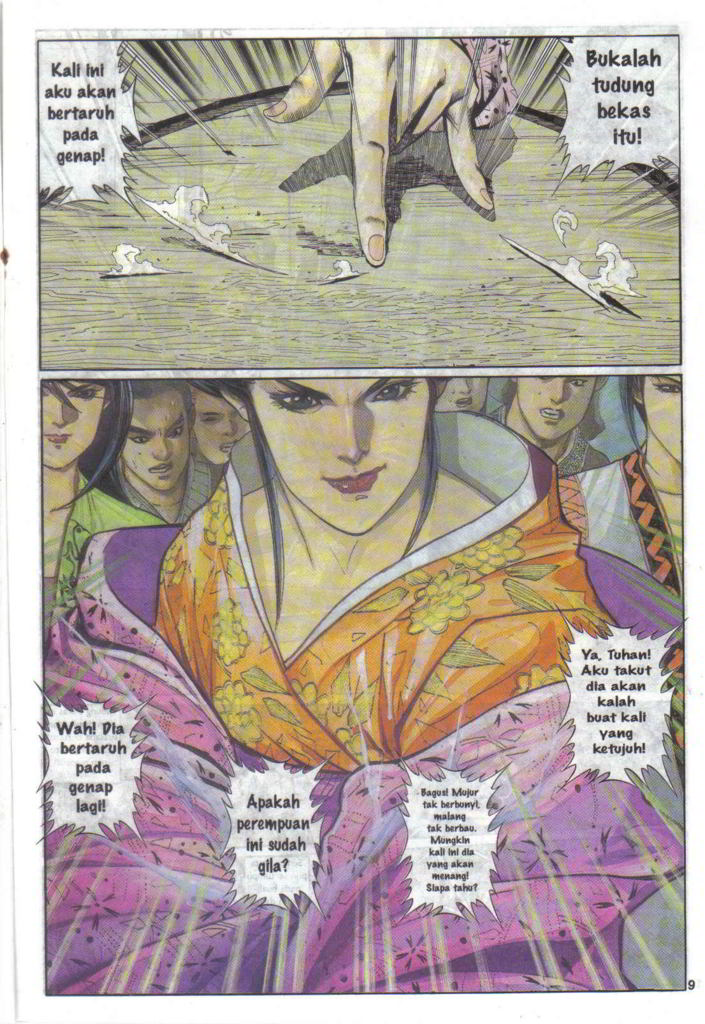 Kali ini
aku akan
bertaruh
pada
genap!
Bukalah
tudung
bekas
itu!
Ya, Tuhan!
Aku takut
dia akan
kalah
buat kali
yang
ketujuh!
Wah! Dia
bertaruh
pada
genap
lagi!
Apakah
perempuan
ini sudah
gila?
Bagus! Mujur
tak berbunyi,
malang
tak berbau.
Mungkin
kali ini dia
yang akan
menang!
Siapa tahu?
9